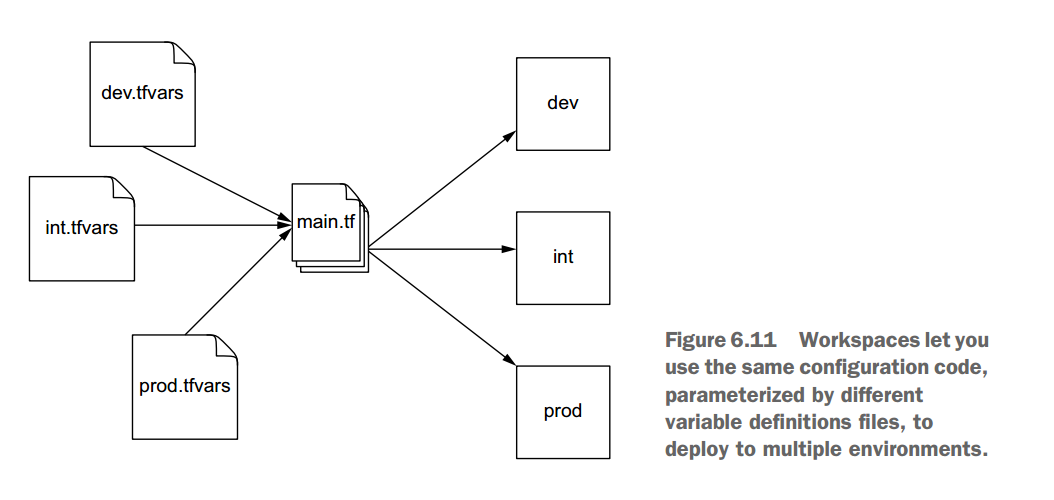 dev.tfvars
int.tfvars
prod.tfvars
main.tf
dev
int
prod
Figure 6.11 Workspaces let you
use the same configuration code,
parameterized by different
variable definitions files, to
deploy to multiple environments.